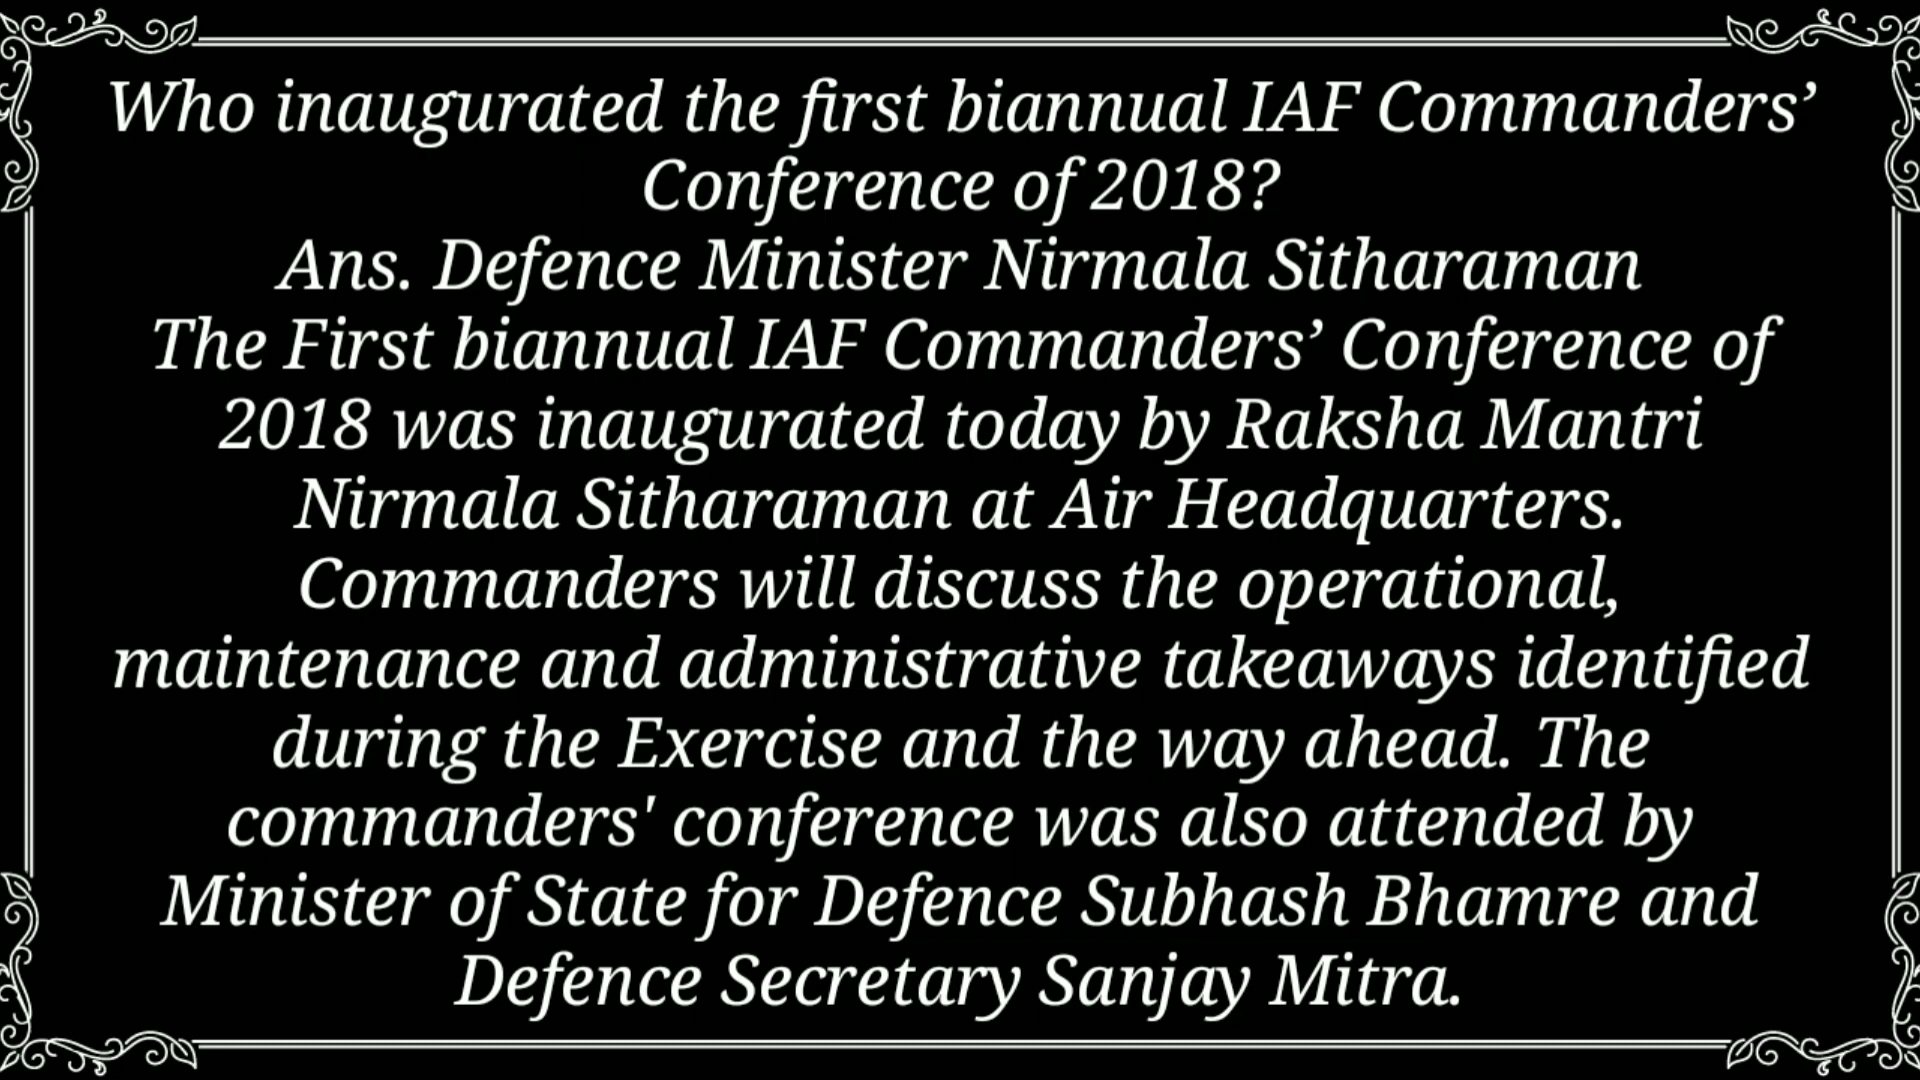 Who inaugurated the first biannual IAF Commanders’
Conference of 2018?
Ans. Defence Minister Nirmala Sitharaman
The First biannual IAF Commanders’ Conference of
2018 was inaugurated today by Raksha Mantri
Nirmala Sitharaman at Air Headquarters.
Commanders will discuss the operational,
maintenance and administrative takeaways identified
during the Exercise and the way ahead. The
commanders' conference was also attended by
Minister of State for Defence Subhash Bhamre and
Defence Secretary Sanjay Mitra.